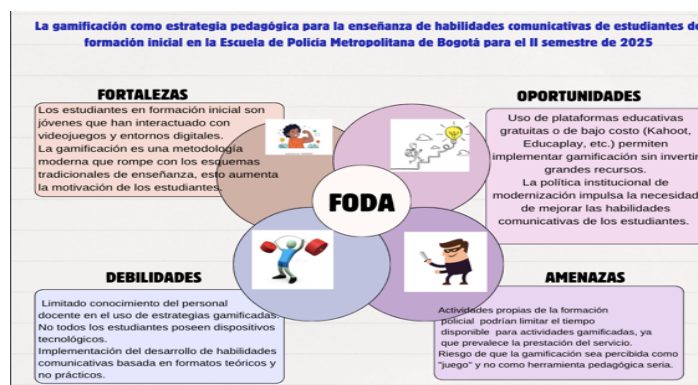 La gamificación como estrategia pedagógica para la enseñanza de habilidades comunicativas de estudiantes de
formación inicial en la Escuela de Policía Metropolitana de Bogotá para el II semestre de 2025
FORTALEZAS
Los estudiantes en formación inicial son
jóvenes que han interactuado con
videojuegos y entornos digitales.
La gamificación es una metodología
moderna que rompe con los esquemas
tradicionales de enseñanza, esto aumenta
la motivación de los estudiantes.
OPORTUNIDADES
Uso de plataformas educativas
gratuitas o de bajo costo (Kahoot,
Educaplay, etc.) permiten
implementar gamificación sin invertir
grandes recursos.
La política institucional de
modernización impulsa la necesidad
de mejorar las habilidades
comunicativas de los estudiantes.
FODA
DEBILIDADES
Limitado conocimiento del personal
docente en el uso de estrategias gamificadas.
No todos los estudiantes poseen dispositivos
tecnológicos.
Implementación del desarrollo de habilidades
comunicativas basada en formatos teóricos y
no prácticos.
AMENAZAS
Actividades propias de la formación
policial podrían limitar el tiempo
disponible para actividades gamificadas, ya
que prevalece la prestación del servicio.
Riesgo de que la gamificación sea percibida como
"juego" y no como herramienta pedagógica seria.